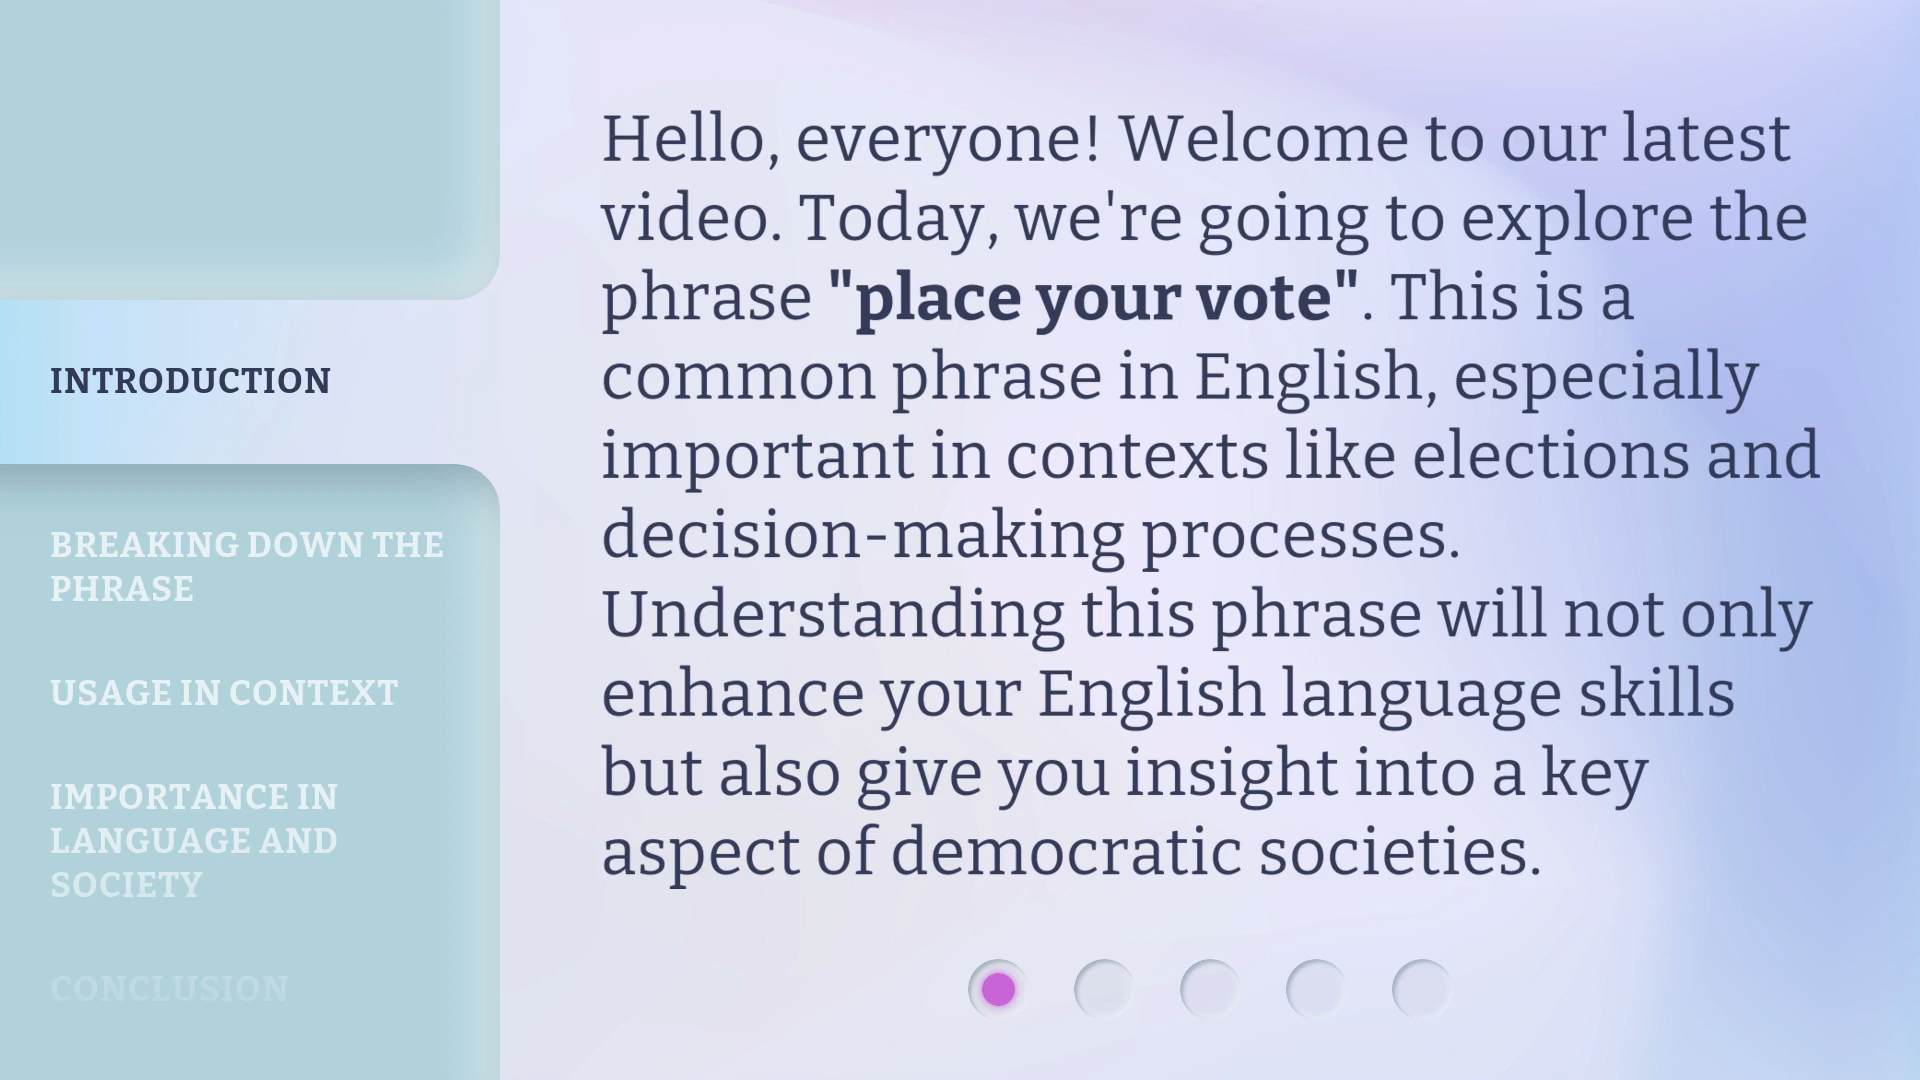 INTRODUCTION
BREAKING DOWN THE
PHRASE
USAGE IN CONTEXT
IMPORTANCE IN
LANGUAGE AND
SOCIETY
CONCLUSION
Hello, everyone! Welcome to our latest
video. Today, we're going to explore the
phrase "place your vote". This is a
common phrase in English, especially
important in contexts like elections and
decision-making processes.
Understanding this phrase will not only
enhance your English language skills
but also give you insight into a key
aspect of democratic societies.